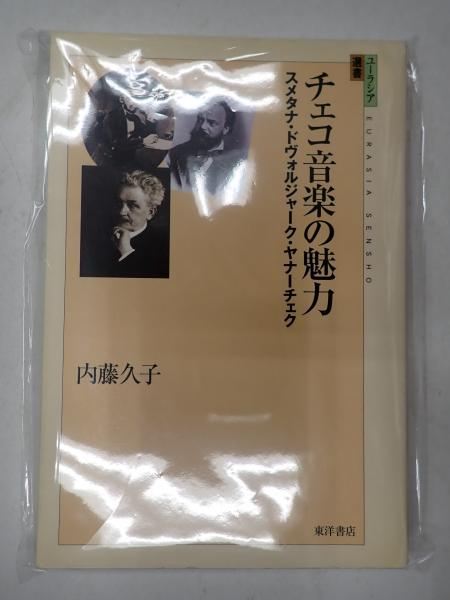 ユーラシア
選書
EURASIA SENSHO
チェコ音楽の魅力
スメタナ・ドヴォルジャーク・ヤナーチェク
内藤久子
東洋書店